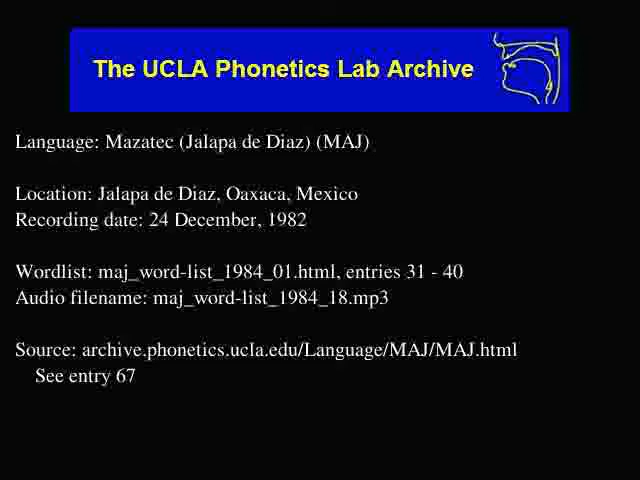 The UCLA Phonetics Lab Archive
Language: Mazatec (Jalapa de Diaz) (MAJ)
Location: Jalapa de Diaz, Oaxaca, Mexico
Recording date: 24 December, 1982
Wordlist: maj_word-list_1984_01.html, entries 31 - 40
Audio filename: maj_word-list_1984_18.mp3
Source: archive.phonetics.ucla.edu/Language/MAJ/MAJ.html
See entry 67